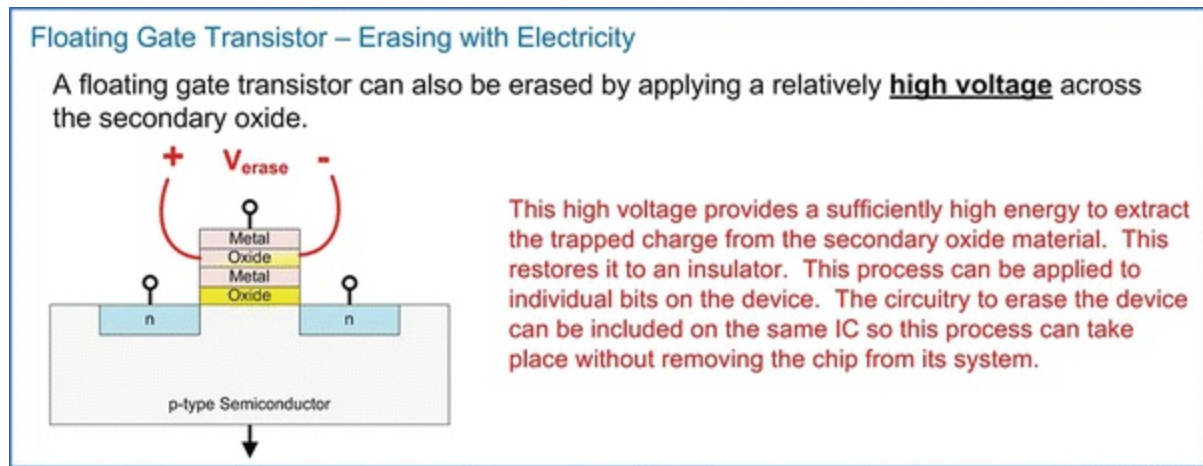 Floating Gate Transistor – Erasing with Electricity
A floating gate transistor can also be erased by applying a relatively high voltage across
the secondary oxide.
+ Verase -
Metal
Oxide
Metal
Oxide
n
n
p-type Semiconductor
This high voltage provides a sufficiently high energy to extract
the trapped charge from the secondary oxide material. This
restores it to an insulator. This process can be applied to
individual bits on the device. The circuitry to erase the device
can be included on the same IC so this process can take
place without removing the chip from its system.